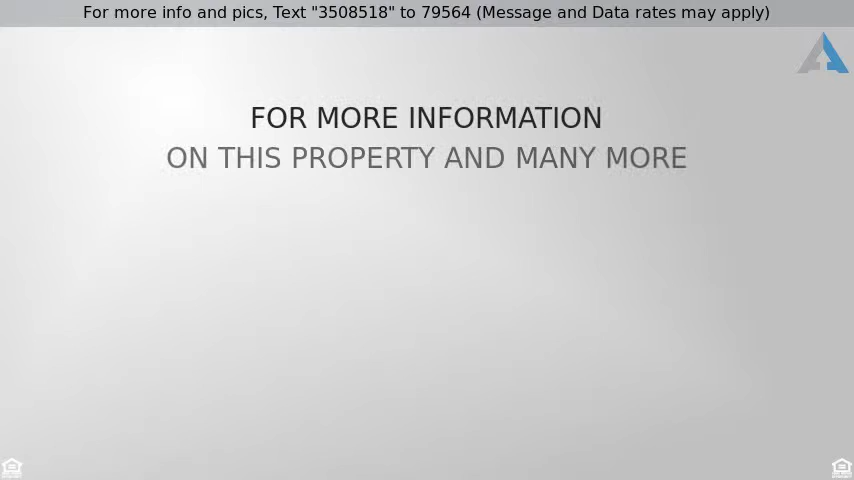 For more info and pics, Text "3508518" to 79564 (Message and Data rates may apply)
FOR MORE INFORMATION
ON THIS PROPERTY AND MANY MORE